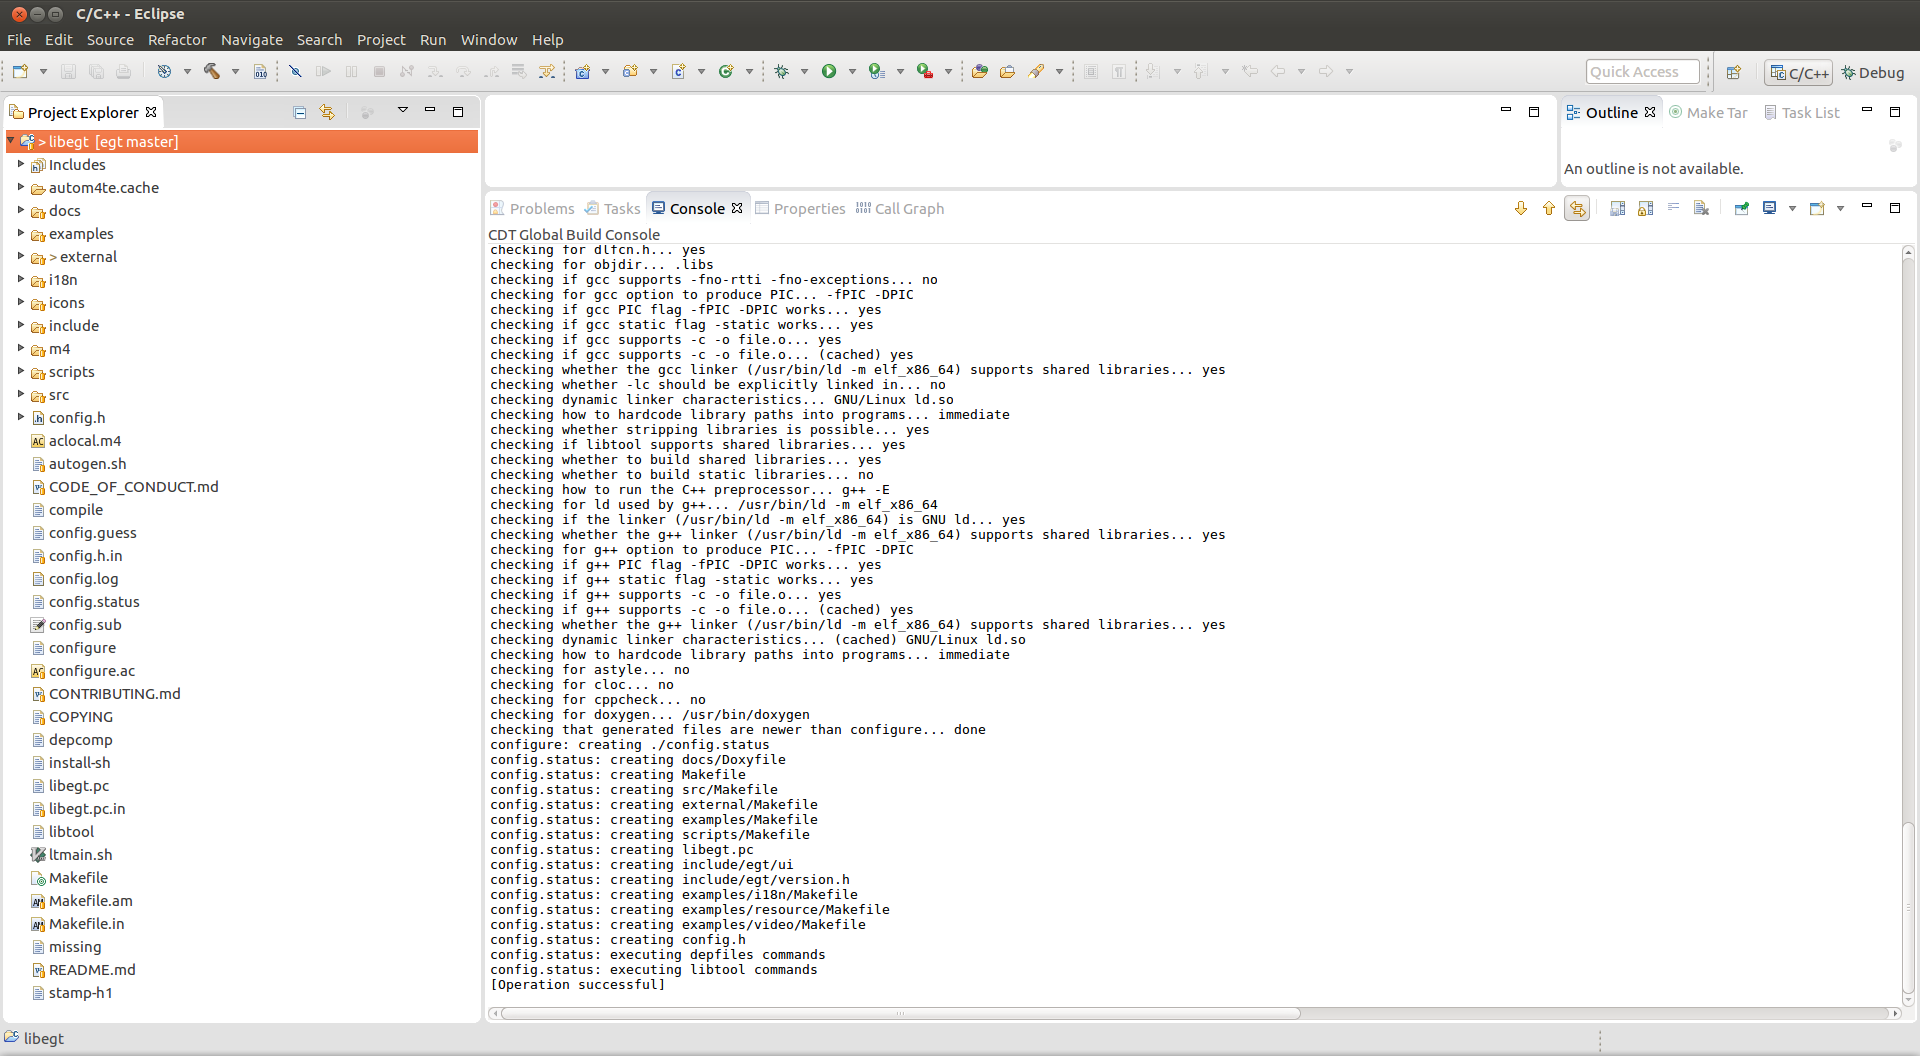 C/C++ - Eclipse
File Edit Source Refactor Navigate Search Project Run Window Help
Quick Access
C/C++
Debug
Project Explorer
> libegt [egt master]
Includes
autom4te.cache
docs
examples
> external
i18n
icons
include
m4
scripts
src
config.h
aclocal.m4
autogen.sh
CODE_OF_CONDUCT.md
compile
config.guess
config.h.in
config.log
config.status
config.sub
configure
configure.ac
CONTRIBUTING.md
COPYING
depcomp
install-sh
libegt.pc
libegt.pc.in
libtool
ltmain.sh
Makefile
Makefile.am
Makefile.in
missing
README.md
stamp-h1
Outline Make Tar Task List
An outline is not available.
Problems Tasks Console Properties Call Graph
CDT Global Build Console
checking for dlfcn.h... yes
checking for objdir... .libs
checking if gcc supports -fno-rtti -fno-exceptions... no
checking for gcc option to produce PIC... -fPIC -DPIC
checking if gcc PIC flag -fPIC -DPIC works... yes
checking if gcc static flag -static works... yes
checking if gcc supports -c -o file.o... yes
checking if gcc supports -c -o file.o... (cached) yes
checking whether the gcc linker (/usr/bin/ld -m elf_x86_64) supports shared libraries... yes
checking whether -lc should be explicitly linked in... no
checking dynamic linker characteristics... GNU/Linux ld.so
checking how to hardcode library paths into programs... immediate
checking whether stripping libraries is possible... yes
checking if libtool supports shared libraries... yes
checking whether to build shared libraries... yes
checking whether to build static libraries... no
checking how to run the C++ preprocessor... g++ -E
checking for ld used by g++... /usr/bin/ld -m elf_x86_64
checking if the linker (/usr/bin/ld -m elf_x86_64) is GNU ld... yes
checking whether the g++ linker (/usr/bin/ld -m elf_x86_64) supports shared libraries... yes
checking for g++ option to produce PIC... -fPIC -DPIC
checking if g++ PIC flag -fPIC -DPIC works... yes
checking if g++ static flag -static works... yes
checking if g++ supports -c -o file.o... yes
checking if g++ supports -c -o file.o... (cached) yes
checking whether the g++ linker (/usr/bin/ld -m elf_x86_64) supports shared libraries... yes
checking dynamic linker characteristics... (cached) GNU/Linux ld.so
checking how to hardcode library paths into programs... immediate
checking for astyle... no
checking for cloc... no
checking for cppcheck... no
checking for doxygen... /usr/bin/doxygen
checking that generated files are newer than configure... done
configure: creating ./config.status
config.status: creating docs/Doxyfile
config.status: creating Makefile
config.status: creating src/Makefile
config.status: creating external/Makefile
config.status: creating examples/Makefile
config.status: creating scripts/Makefile
config.status: creating libegt.pc
config.status: creating include/egt/ui
config.status: creating include/egt/version.h
config.status: creating examples/i18n/Makefile
config.status: creating examples/resource/Makefile
config.status: creating examples/video/Makefile
config.status: creating config.h
config.status: executing depfiles commands
config.status: executing libtool commands
[Operation successful]
libegt